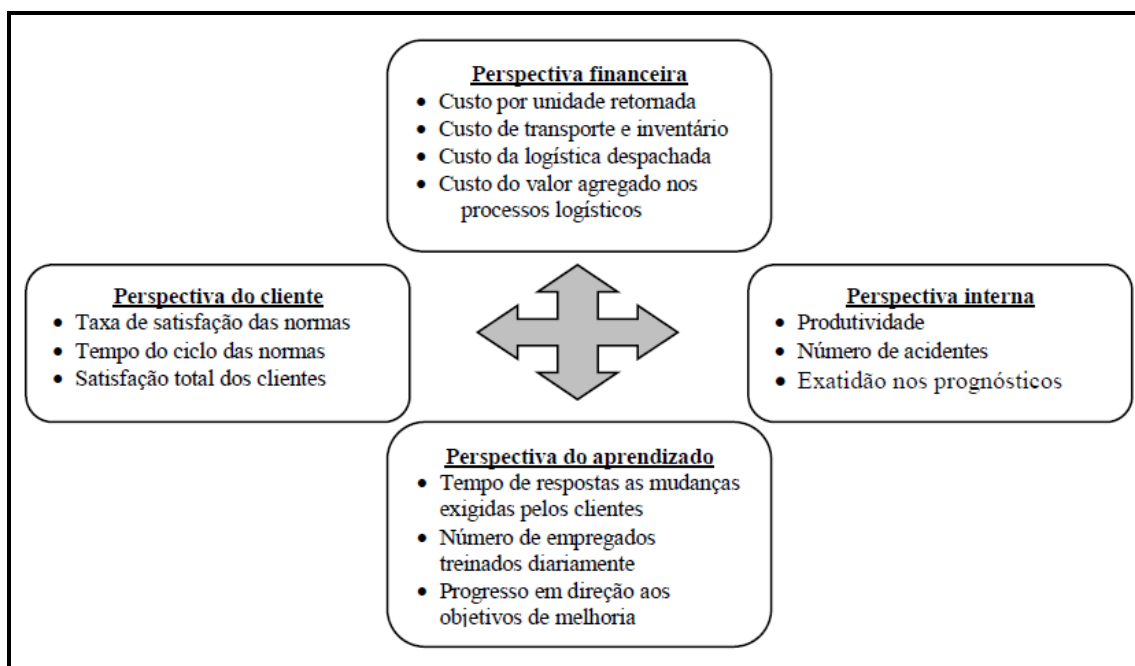 Perspectiva financeira
• Custo por unidade retornada
• Custo de transporte e inventário
• Custo da logística despachada
• Custo do valor agregado nos
processos logísticos
Perspectiva do cliente
• Taxa de satisfação das normas
• Tempo do ciclo das normas
• Satisfação total dos clientes
Perspectiva interna
• Produtividade
• Número de acidentes
• Exatidão nos prognósticos
Perspectiva do aprendizado
• Tempo de respostas as mudanças
exigidas pelos clientes
• Número de empregados
treinados diariamente
• Progresso em direção aos
objetivos de melhoria